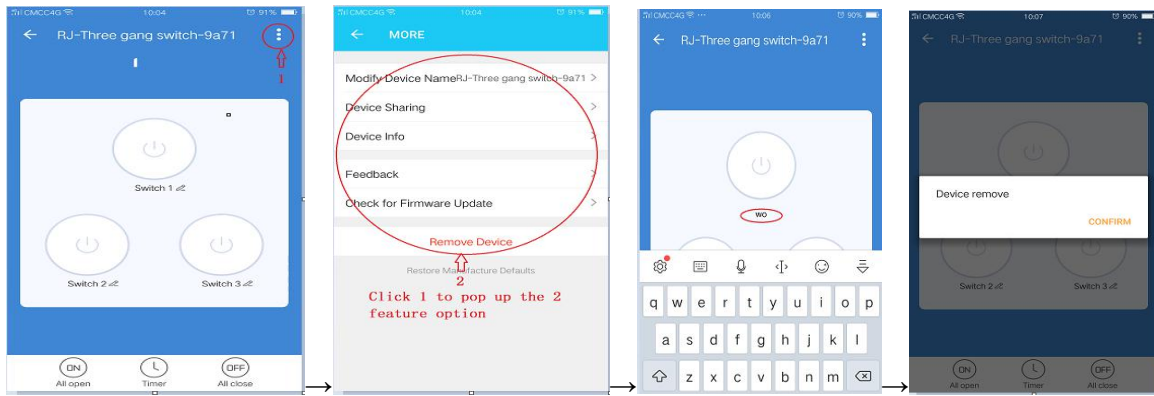 CMCC4G 10:04 91%
RJ-Three gang switch-9a71
1
Switch 1
Switch 2 Switch 3
ON OFF
All open Timer All close
CMCC4G 10:04 91%
MORE
Modify Device Name RJ-Three gang switch-9a71 >
Device Sharing >
Device Info >
Feedback >
Check for Firmware Update >
Remove Device
Restore Manufacture Defaults
2
Click 1 to pop up the 2
feature option
CMCC4G ... 10:06 90%
RJ-Three gang switch-9a71
WO
q w e r t y u i o p
a s d f g h j k l
z x c v b n m
CMCC4G 10:07 90%
RJ-Three gang switch-9a71
Device remove
CONFIRM
Switch 2 Switch 3
ON OFF
All open Timer All close